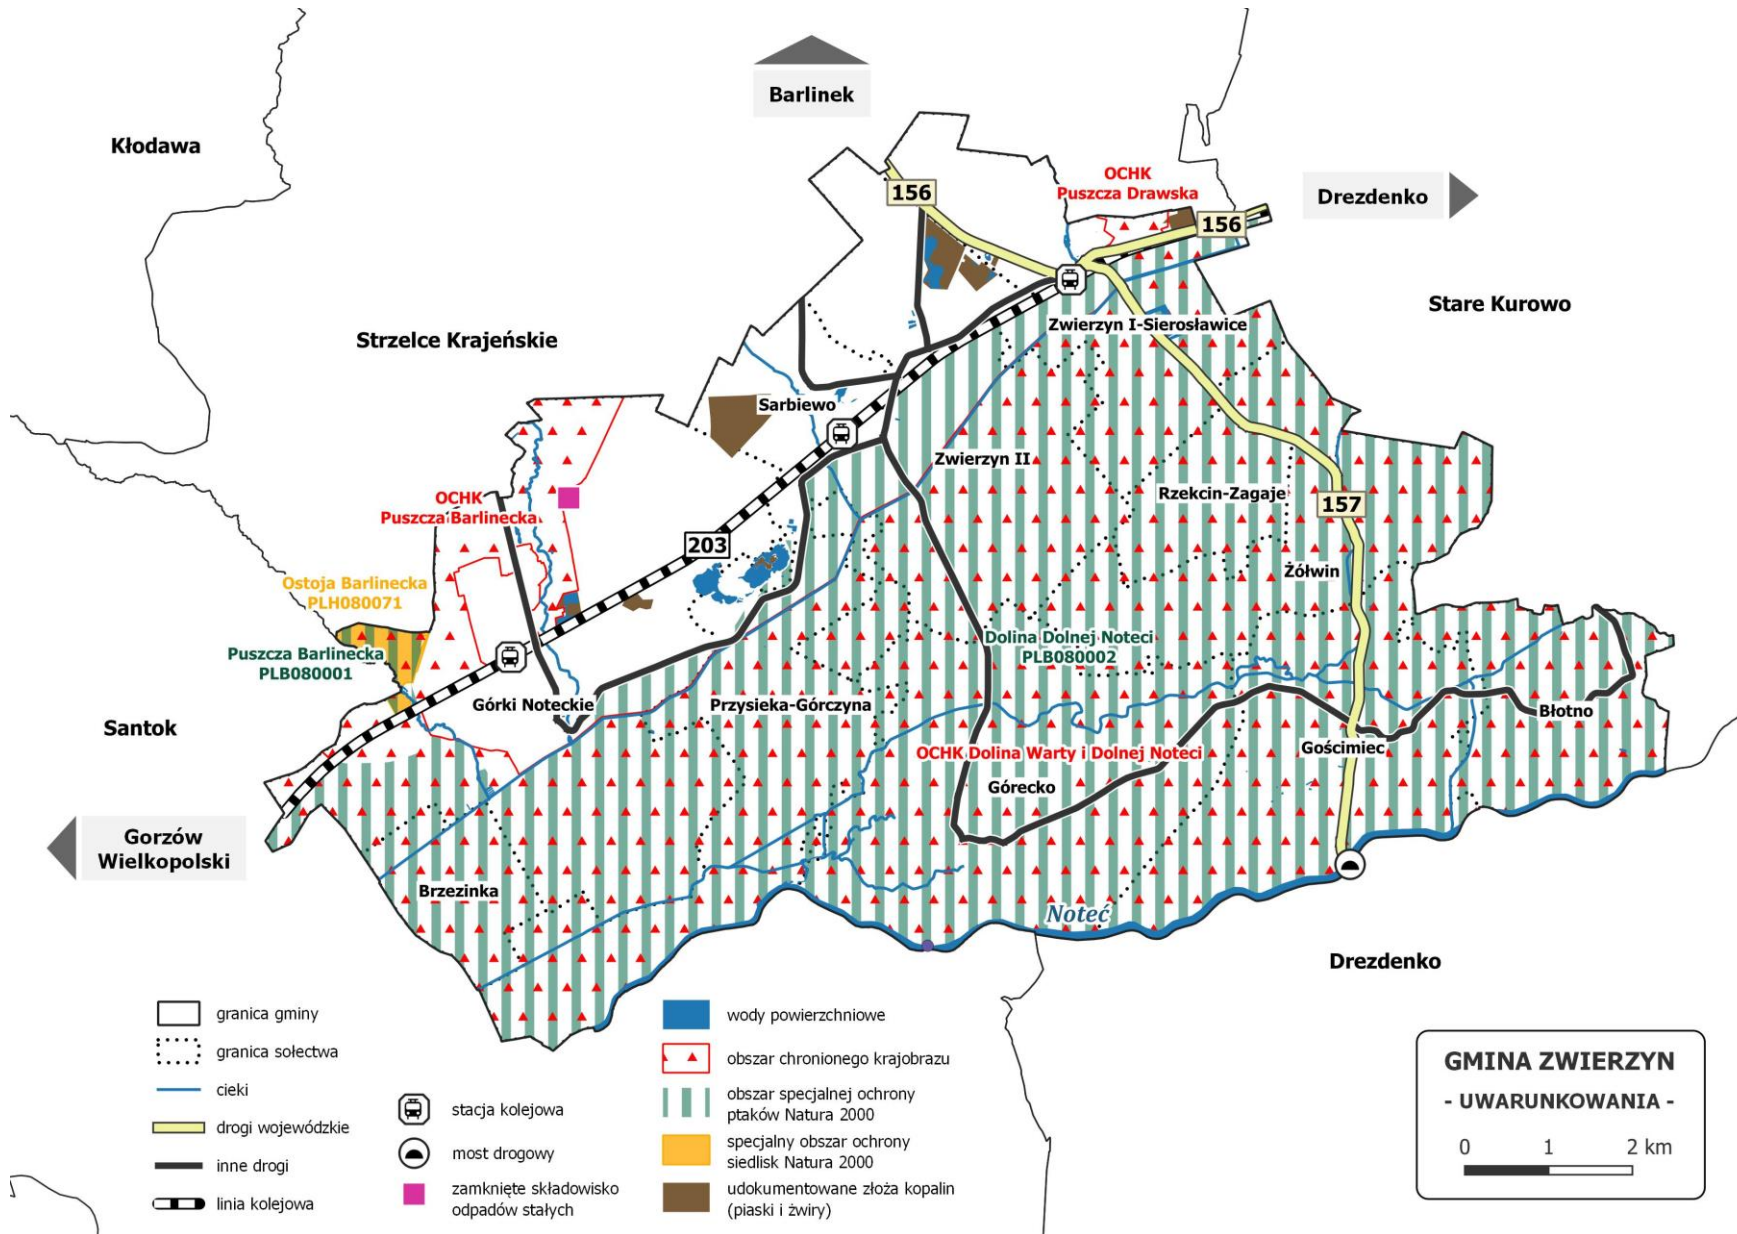 Barlinek
Kłodawa
OCHK
Puszcza Drawska
156
Drezdenko
156
Stare Kurowo
Zwierzyn I-Sierosławice
Strzelce Krajeńskie
Sarbiewo
Zwierzyn II
OCHK
Puszcza Barlinecka
Rzekcin-Zagaje
157
203
Żółwin
Ostoja Barlinecka
PLH080071
Dolina Dolnej Noteci
PLB080002
Puszcza Barlinecka
PLB080001
Górki Noteckie
Przysieka-Górczyna
Błotno
Santok
Gościmiec
OCHK Dolina Warty i Dolnej Noteci
Górecko
Gorzów
Wielkopolski
Brzezinka
Noteć
Drezdenko
granica gminy
granica sołectwa
cieki
drogi wojewódzkie
inne drogi
linia kolejowa
stacja kolejowa
most drogowy
zamknięte składowisko
odpadów stałych
wody powierzchniowe
obszar chronionego krajobrazu
obszar specjalnej ochrony
ptaków Natura 2000
specjalny obszar ochrony
siedlisk Natura 2000
udokumentowane złoża kopalin
(piaski i żwiry)
GMINA ZWIERZYN
- UWARUNKOWANIA -
0 1 2 km